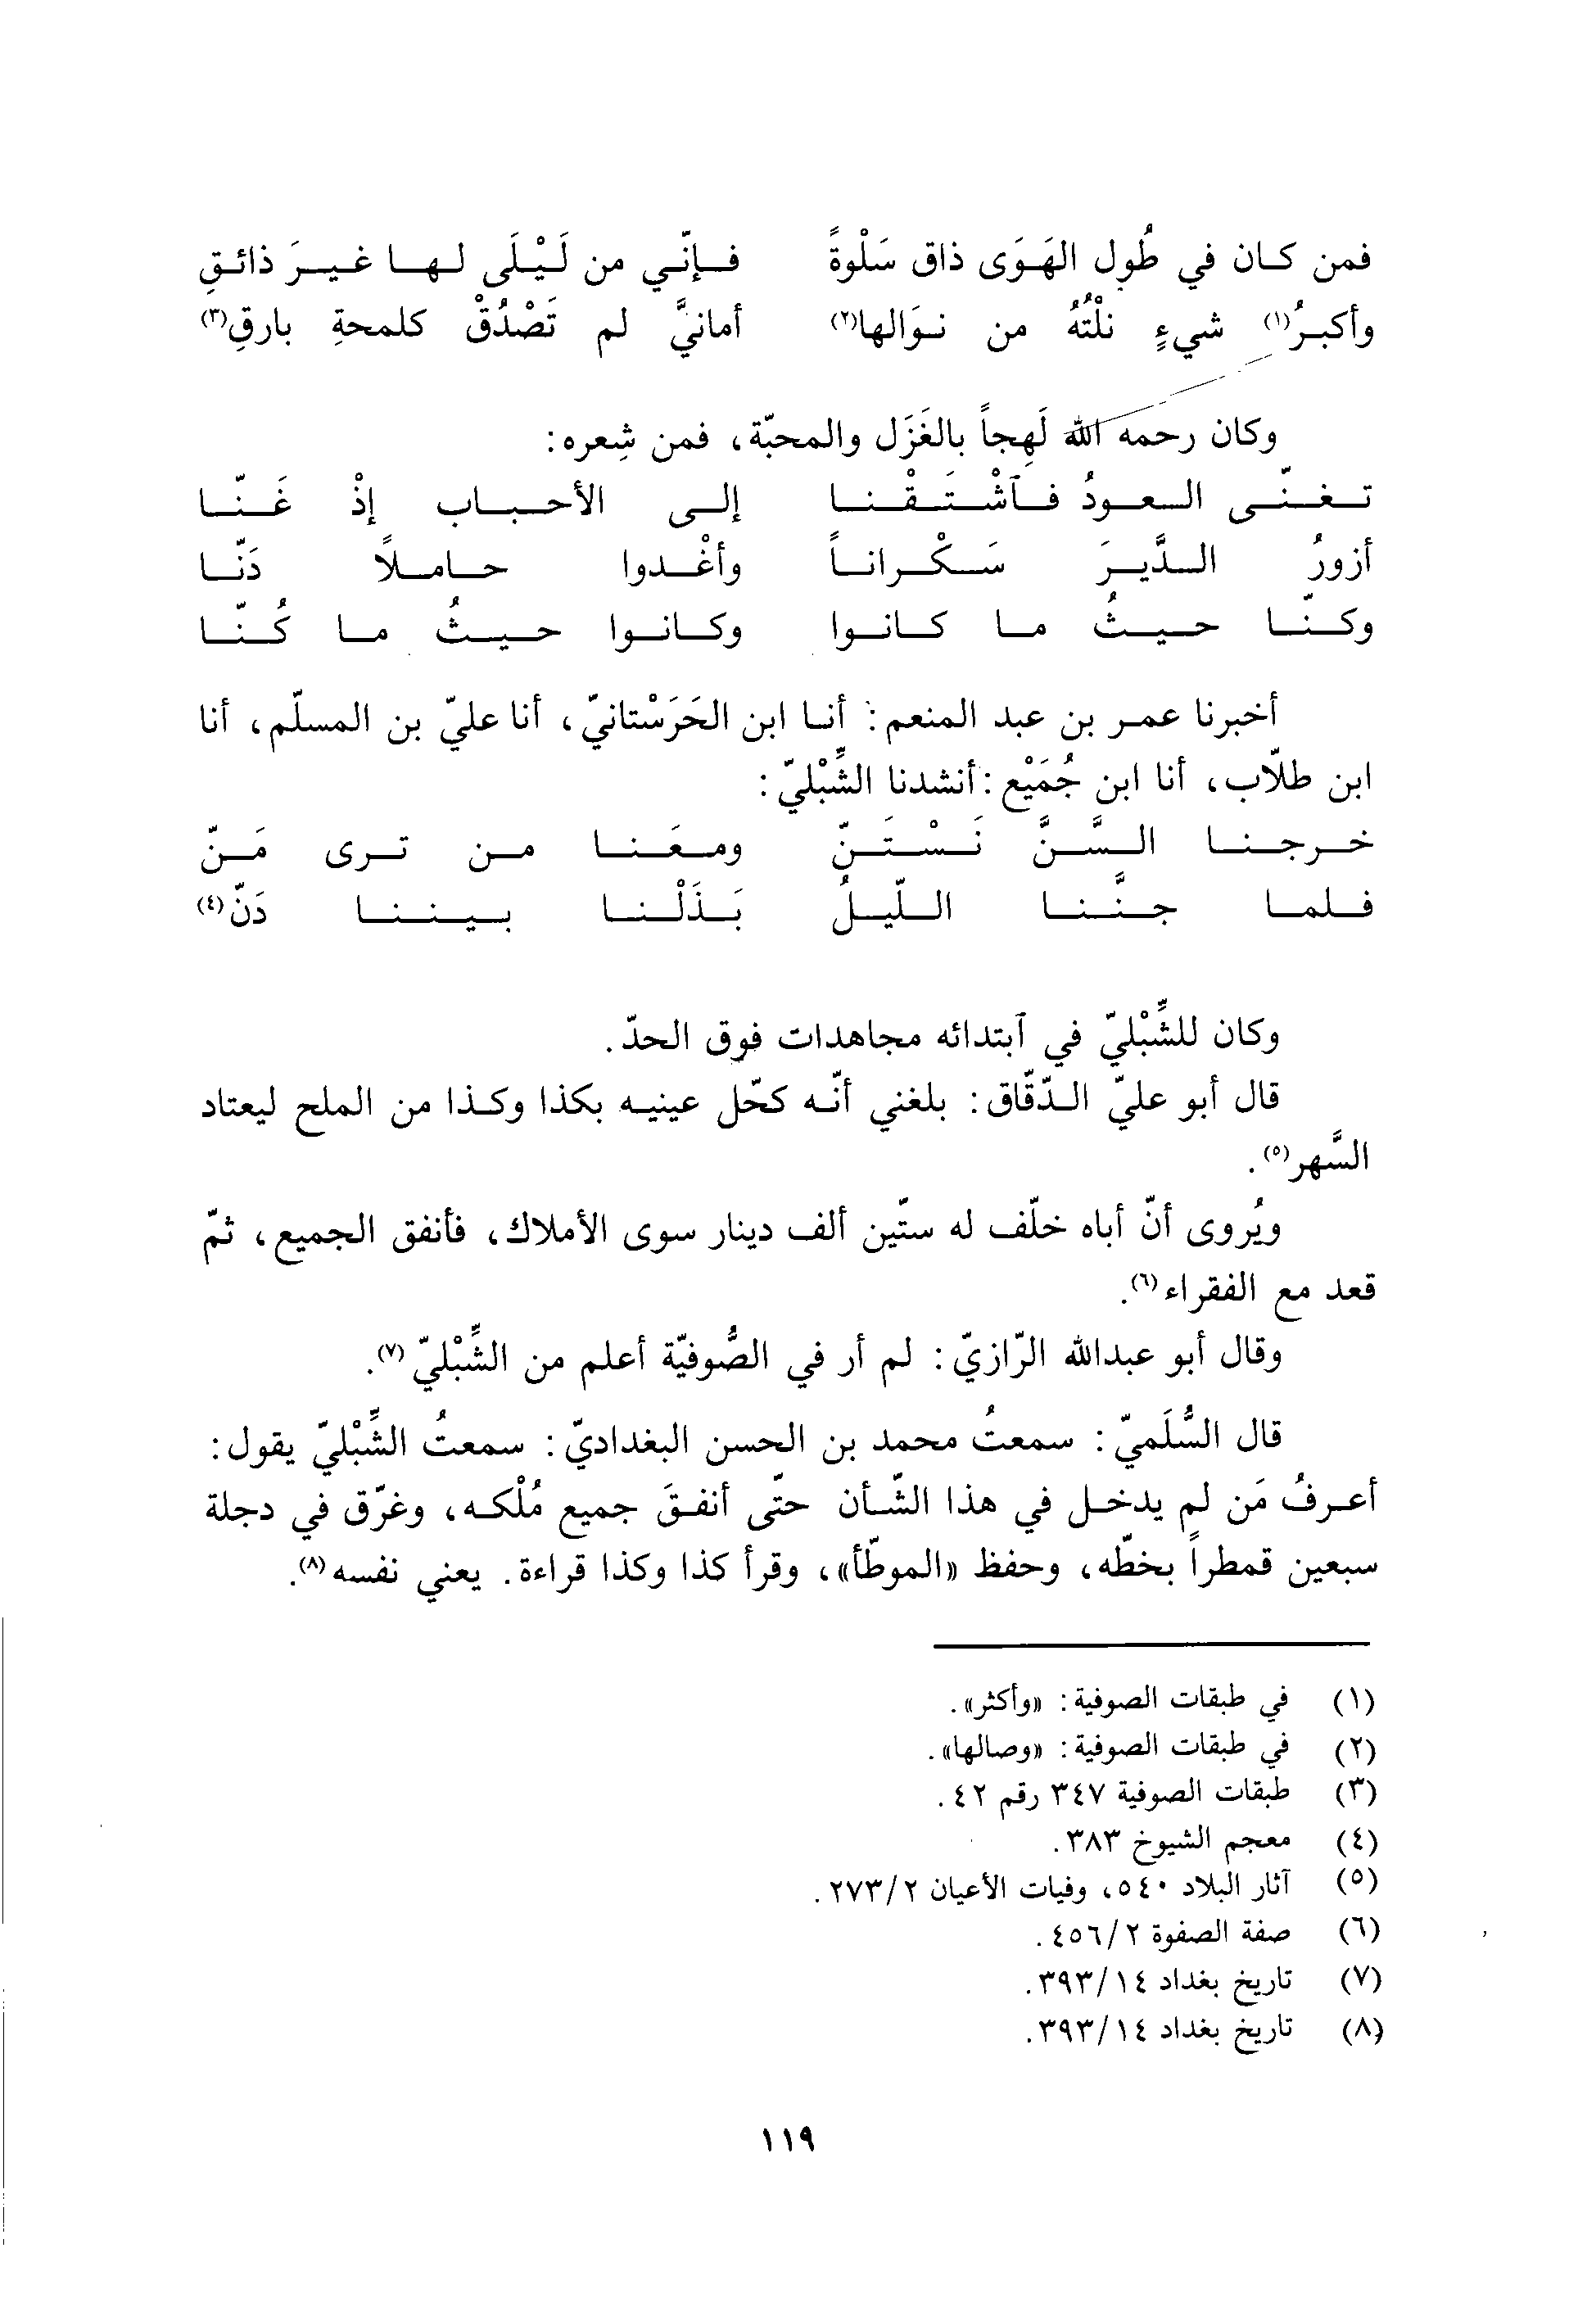 فمن كان في طُول الهَوَى ذاق سَلْوةً فإنّي من لَيْلَى لها غيرَ ذائقِ
وأكبرُ(١) شيءٍ نلْتُهُ من نوَالها(٢) أمانيَّ لم تَصْدُقْ كلمحةِ بارقِ(٣)
وكان رحمه الله لَهِجاً بالغَزَل والمحبّة، فمن شِعره:
تغنّى العودُ فٱشْتَقْنا إلى الأحباب إذْ غَنّا
أزورُ الدَّيرَ سَكْراناً وأغْدوا حاملاً دَنّا
وكنّا حيثُ ما كانوا وكانوا حيثُ ما كُنّا
أخبرنا عمر بن عبد المنعم: أنا ابن الحَرَسْتانيّ، أنا عليّ بن المسلّم، أنا
ابن طلّاب، أنا ابن جُمَيْع: أنشدنا الشِّبْليّ:
خرجنا السَّنَّ نَسْتَنّ ومعَنا من ترى مَنّ
فلما جنَّنا اللّيلُ بَذَلْنا بيننا دَنّ(٤)
وكان للشِّبْليّ في ٱبتدائه مجاهدات فوق الحدّ.
قال أبو عليّ الدّقّاق: بلغني أنّه كحّل عينيه بكذا وكذا من الملح ليعتاد
السَّهر(٥).
ويُروى أنّ أباه خلّف له ستّين ألف دينار سوى الأملاك، فأنفق الجميع، ثمّ
قعد مع الفقراء(٦).
وقال أبو عبدالله الرّازيّ: لم أر في الصُّوفيّة أعلم من الشِّبْليّ(٧).
قال السُّلَميّ: سمعتُ محمد بن الحسن البغداديّ: سمعتُ الشِّبْليّ يقول:
أعرفُ مَن لم يدخل في هذا الشّأن حتّى أنفقَ جميع مُلْكه، وغرّق في دجلة
سبعين قمطراً بخطّه، وحفظ «الموطّأ»، وقرأ كذا وكذا قراءة. يعني نفسه(٨).
(١) في طبقات الصوفية: «وأكثر».
(٢) في طبقات الصوفية: «وصالها».
(٣) طبقات الصوفية ٣٤٧ رقم ٤٢.
(٤) معجم الشيوخ ٣٨٣.
(٥) آثار البلاد ٥٤٠، وفيات الأعيان ٢٧٣/٢.
(٦) صفة الصفوة ٤٥٦/٢.
(٧) تاريخ بغداد ٣٩٣/١٤.
(٨) تاريخ بغداد ٣٩٣/١٤.
١١٩